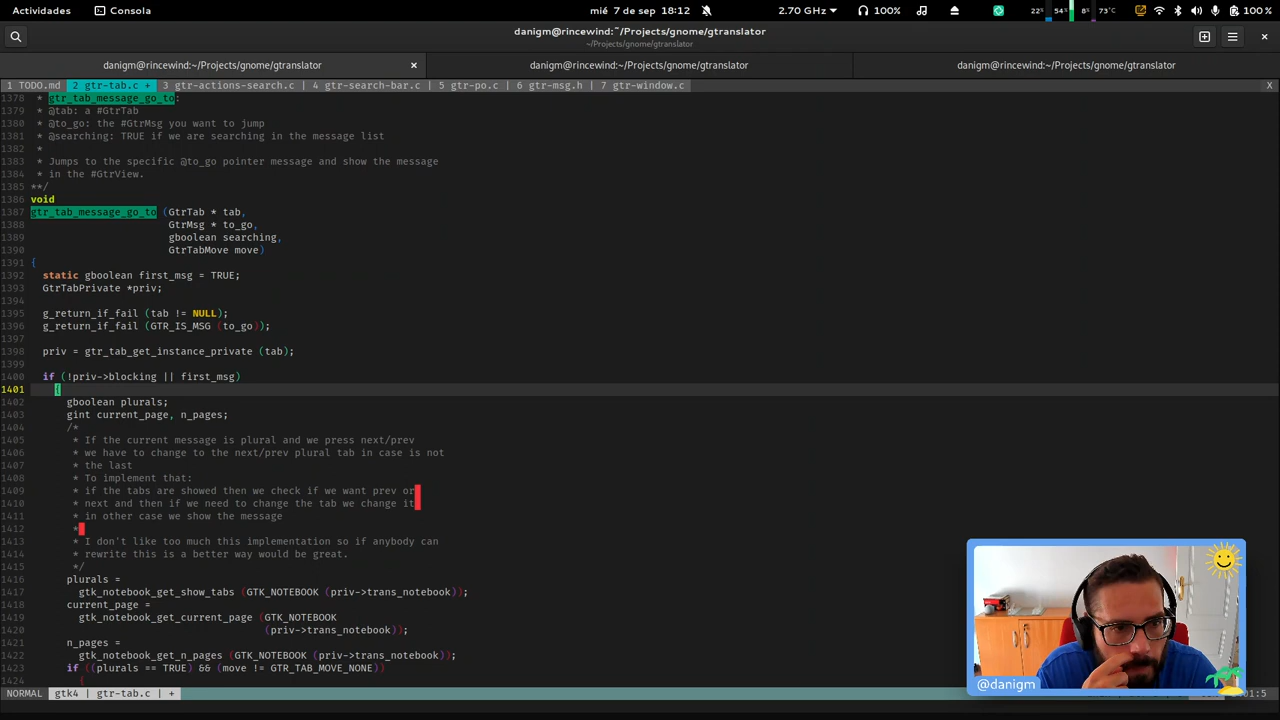 Actividades
Consola
mié 7 de sep 18:12
2.70 GHz
100%
22%
54%
8%
73°C
100 %
danigm@rincewind:~/Projects/gnome/gtranslator
~/Projects/gnome/gtranslator
danigm@rincewind:~/Projects/gnome/gtranslator
danigm@rincewind:~/Projects/gnome/gtranslator
danigm@rincewind:~/Projects/gnome/gtranslator
1 TODO.md 2 gtr-tab.c + 3 gtr-actions-search.c 4 gtr-search-bar.c 5 gtr-po.c 6 gtr-msg.h 7 gtr-window.c X
1378 * gtr_tab_message_go_to:
1379 * @tab: a #GtrTab
1380 * @to_go: the #GtrMsg you want to jump
1381 * @searching: TRUE if we are searching in the message list
1382 *
1383 * Jumps to the specific @to_go pointer message and show the message
1384 * in the #GtrView.
1385 **/
1386 void
1387 gtr_tab_message_go_to (GtrTab * tab,
1388 GtrMsg * to_go,
1389 gboolean searching,
1390 GtrTabMove move)
1391 {
1392 static gboolean first_msg = TRUE;
1393 GtrTabPrivate *priv;
1394
1395 g_return_if_fail (tab != NULL);
1396 g_return_if_fail (GTR_IS_MSG (to_go));
1397
1398 priv = gtr_tab_get_instance_private (tab);
1399
1400 if (!priv->blocking || first_msg)
1401 {
1402 gboolean plurals;
1403 gint current_page, n_pages;
1404 /*
1405 * If the current message is plural and we press next/prev
1406 * we have to change to the next/prev plural tab in case is not
1407 * the last
1408 * To implement that:
1409 * if the tabs are showed then we check if we want prev or
1410 * next and then if we need to change the tab we change it
1411 * in other case we show the message
1412 *
1413 * I don't like too much this implementation so if anybody can
1414 * rewrite this is a better way would be great.
1415 */
1416 plurals =
1417 gtk_notebook_get_show_tabs (GTK_NOTEBOOK (priv->trans_notebook));
1418 current_page =
1419 gtk_notebook_get_current_page (GTK_NOTEBOOK
1420 (priv->trans_notebook));
1421 n_pages =
1422 gtk_notebook_get_n_pages (GTK_NOTEBOOK (priv->trans_notebook));
1423 if ((plurals == TRUE) && (move != GTR_TAB_MOVE_NONE))
1424 {
NORMAL gtk4 | gtr-tab.c | +
@danigm